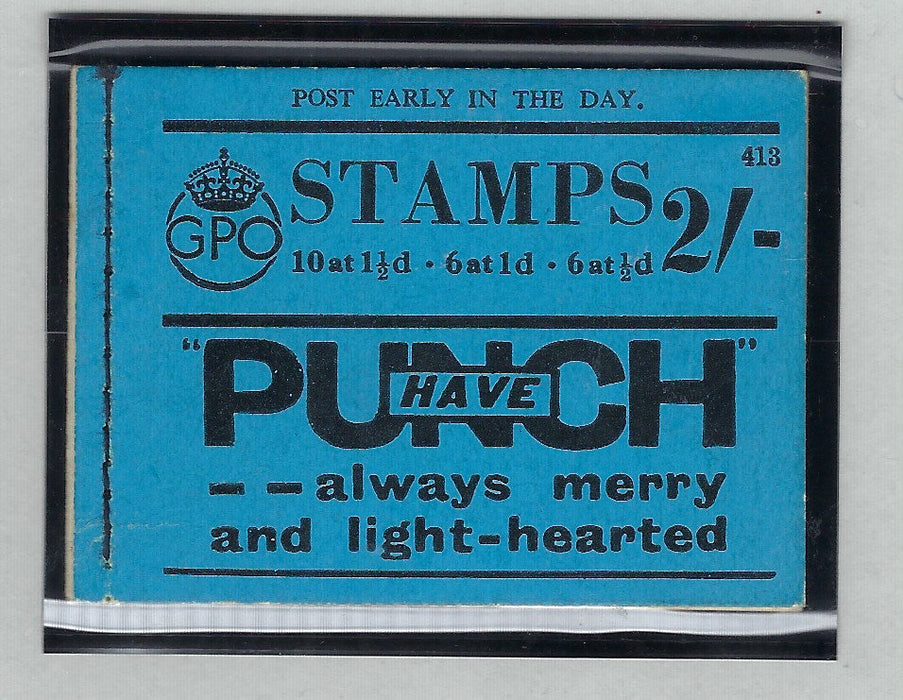 POST EARLY IN THE DAY.
413
GPO
STAMPS 2/-
10 at 1½d · 6 at 1d · 6 at ½d
"PUNCH"
HAVE
-- always merry
and light-hearted